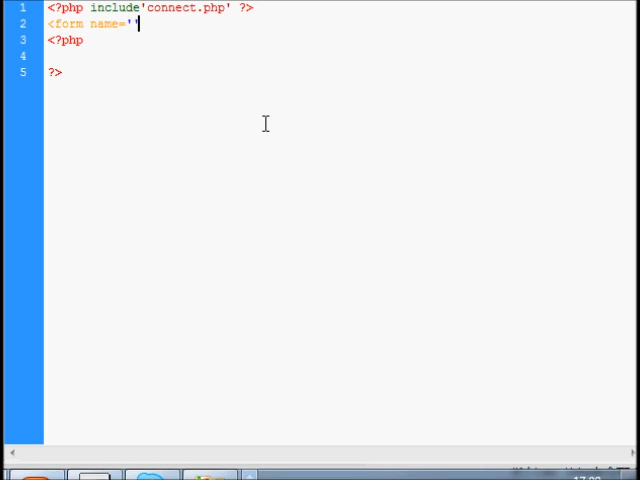 1 <?php include'connect.php' ?>
2 <form name=''
3 <?php
4
5 ?>